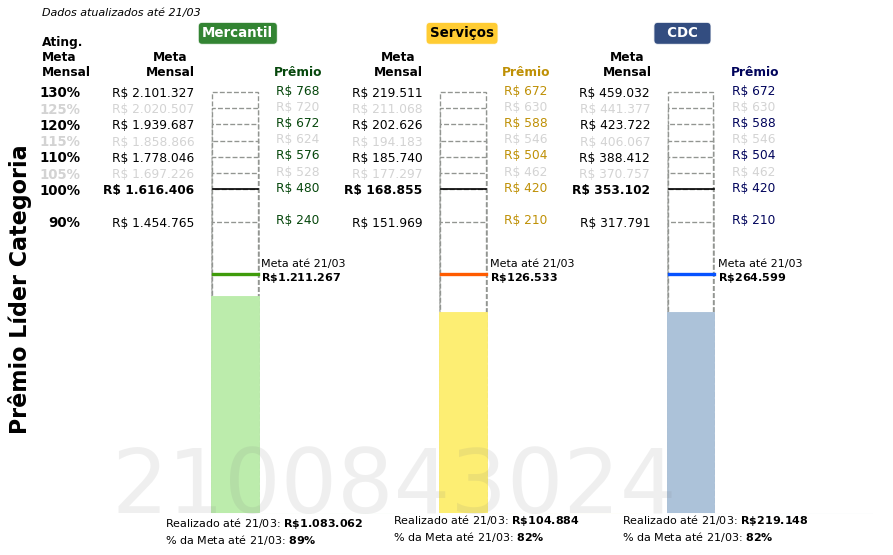 Dados atualizados até 21/03
Mercantil Serviços CDC
Ating. Meta Mensal
Meta Mensal Prêmio Meta Mensal Prêmio Meta Mensal Prêmio
130% R$ 2.101.327 R$ 768 R$ 219.511 R$ 672 R$ 459.032 R$ 672
125% R$ 2.020.507 R$ 720 R$ 211.068 R$ 630 R$ 441.377 R$ 630
120% R$ 1.939.687 R$ 672 R$ 202.626 R$ 588 R$ 423.722 R$ 588
115% R$ 1.858.866 R$ 624 R$ 194.183 R$ 546 R$ 406.067 R$ 546
110% R$ 1.778.046 R$ 576 R$ 185.740 R$ 504 R$ 388.412 R$ 504
105% R$ 1.697.226 R$ 528 R$ 177.297 R$ 462 R$ 370.757 R$ 462
100% R$ 1.616.406 R$ 480 R$ 168.855 R$ 420 R$ 353.102 R$ 420
90% R$ 1.454.765 R$ 240 R$ 151.969 R$ 210 R$ 317.791 R$ 210
Prêmio Líder Categoria
Meta até 21/03 Meta até 21/03 Meta até 21/03
R$1.211.267 R$126.533 R$264.599
2100843024
Realizado até 21/03: R$1.083.062 Realizado até 21/03: R$104.884 Realizado até 21/03: R$219.148
% da Meta até 21/03: 89% % da Meta até 21/03: 82% % da Meta até 21/03: 82%